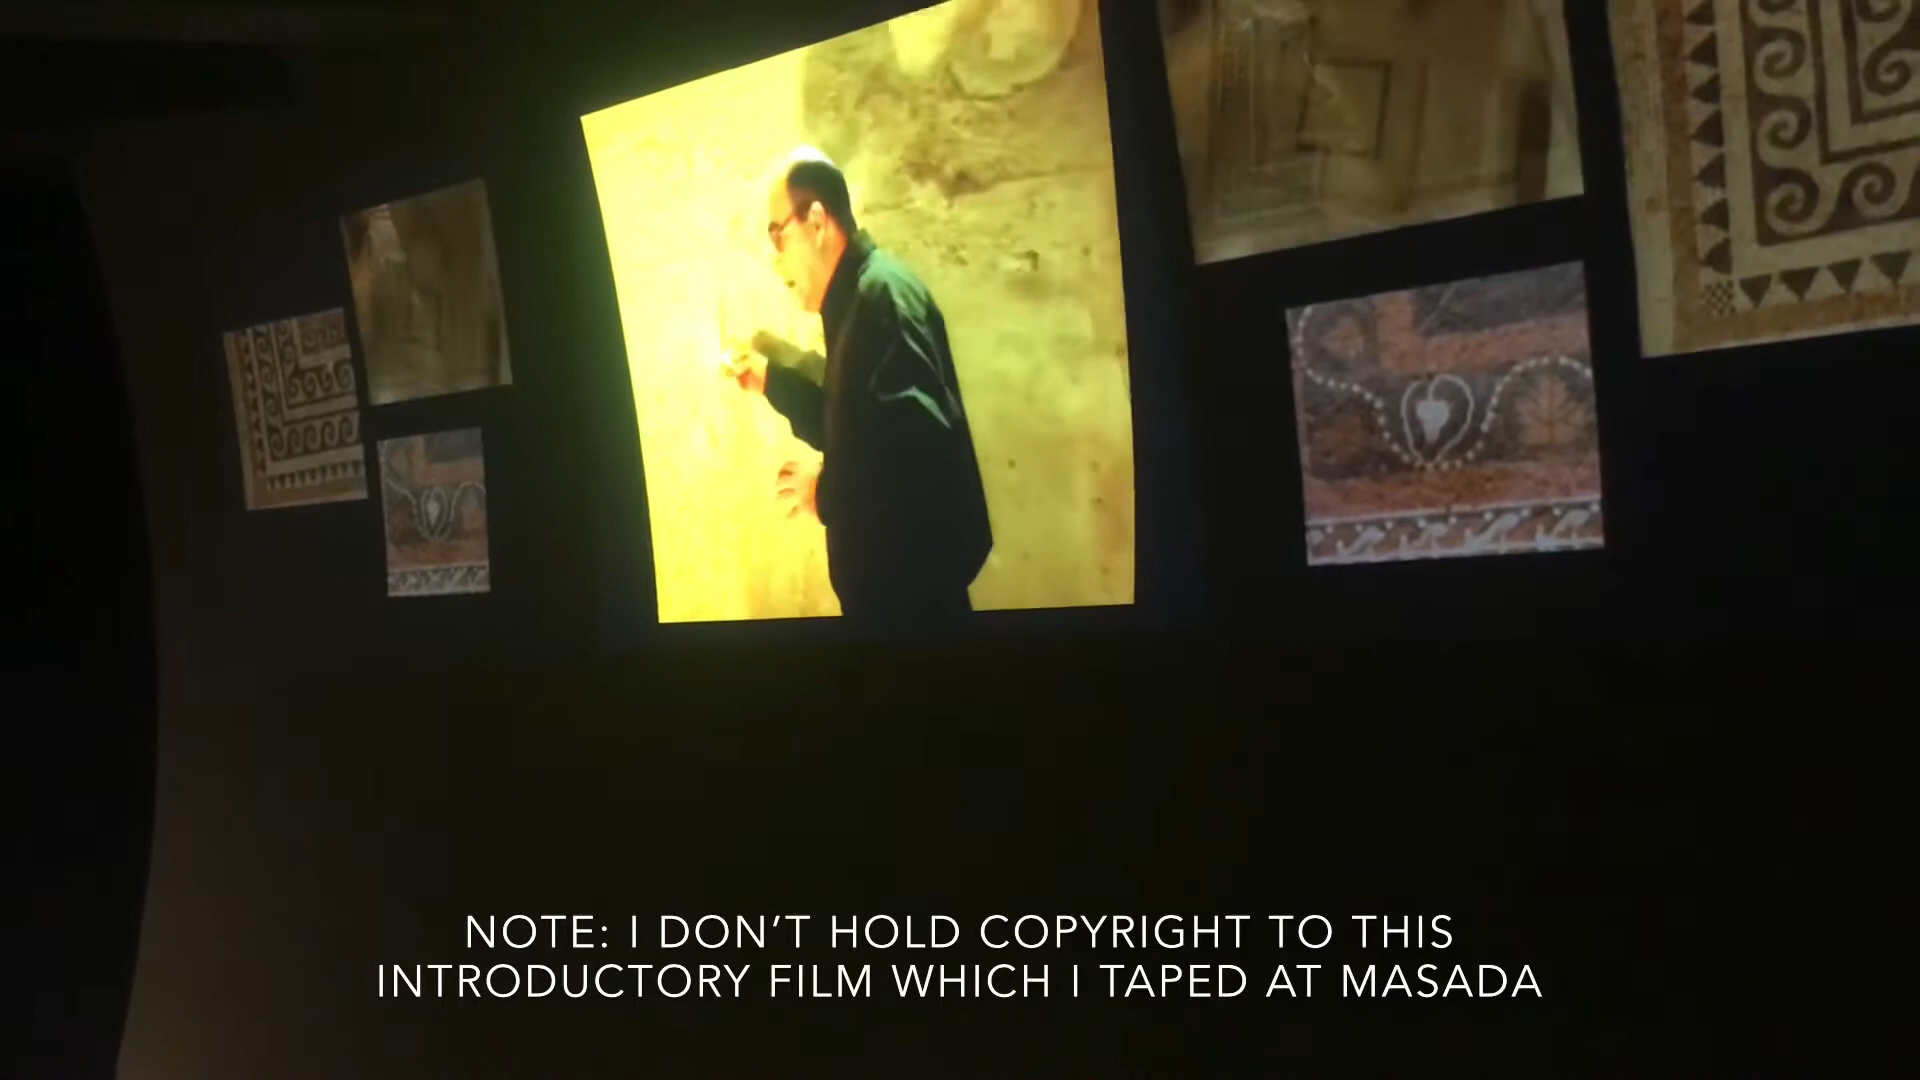 NOTE: I DON’T HOLD COPYRIGHT TO THIS
INTRODUCTORY FILM WHICH I TAPED AT MASADA